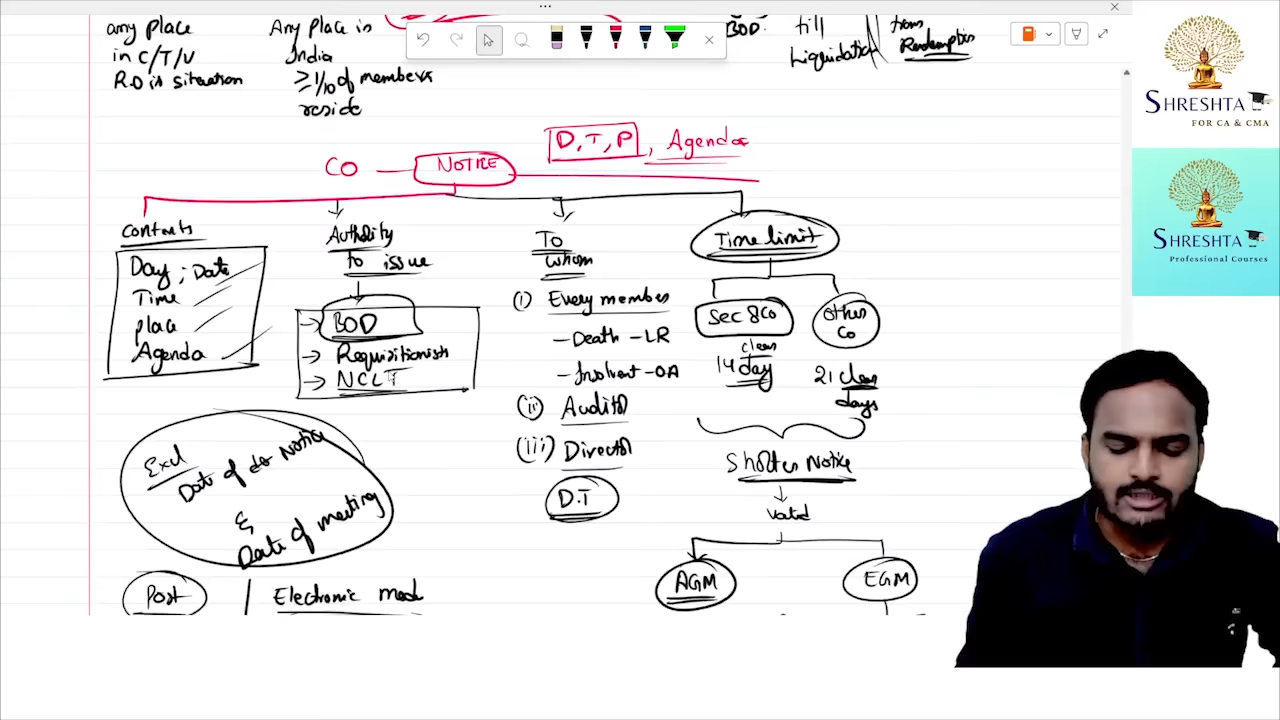 any place
in C/T/V
R.O is situation
Any place in
India
≥ 1/10 of members
reside
BOD.
till
Liquidation
from
Redemption
D, T, P , Agenda
CO — NOTICE
Contents
Day ; Date
Time
place
Agenda
Authority
to issue
→ BOD
→ Requisitionists
→ NCLT
To
whom
(i) Every member
– Death – LR
– Insolvent – OA
(ii) Auditor
(iii) Director
D.T
Time limit
Sec 8 Co
clear
14 day
other
Co
21 clear
days
Shorter Notice
Valid
AGM
EGM
Excl
Date of Notice
&
Date of meeting
Post
Electronic mode
SHRESHTA
FOR CA & CMA
SHRESHTA
Professional Courses